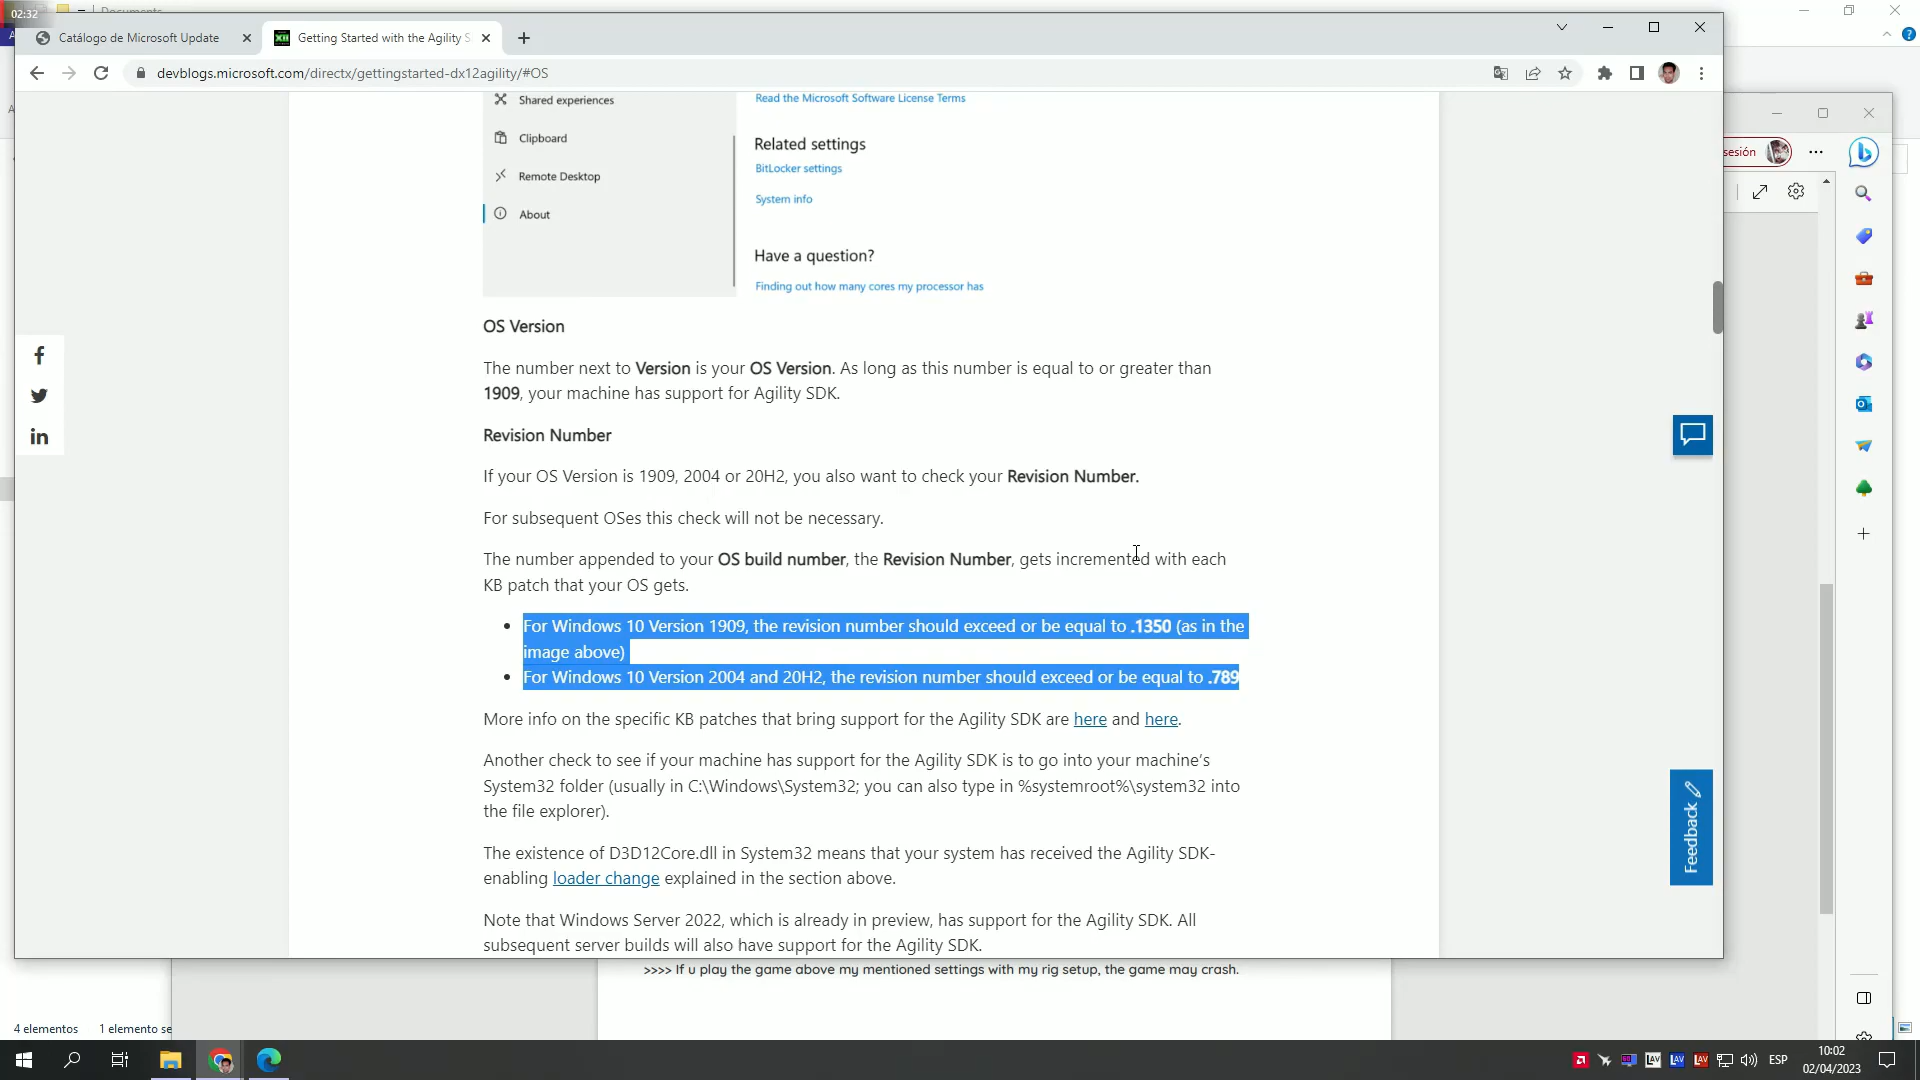 02:32
Documents
Catálogo de Microsoft Update
Getting Started with the Agility S
devblogs.microsoft.com/directx/gettingstarted-dx12agility/#OS
sesión
Shared experiences
Clipboard
Remote Desktop
About
Read the Microsoft Software License Terms
Related settings
BitLocker settings
System info
Have a question?
Finding out how many cores my processor has
OS Version
The number next to Version is your OS Version. As long as this number is equal to or greater than
1909, your machine has support for Agility SDK.
Revision Number
If your OS Version is 1909, 2004 or 20H2, you also want to check your Revision Number.
For subsequent OSes this check will not be necessary.
The number appended to your OS build number, the Revision Number, gets incremented with each
KB patch that your OS gets.
For Windows 10 Version 1909, the revision number should exceed or be equal to .1350 (as in the
image above)
For Windows 10 Version 2004 and 20H2, the revision number should exceed or be equal to .789
More info on the specific KB patches that bring support for the Agility SDK are here and here.
Another check to see if your machine has support for the Agility SDK is to go into your machine's
System32 folder (usually in C:\Windows\System32; you can also type in %systemroot%\system32 into
the file explorer).
The existence of D3D12Core.dll in System32 means that your system has received the Agility SDK-
enabling loader change explained in the section above.
Note that Windows Server 2022, which is already in preview, has support for the Agility SDK. All
subsequent server builds will also have support for the Agility SDK.
Feedback
>>>> If u play the game above my mentioned settings with my rig setup, the game may crash.
4 elementos
1 elemento se
LAV
LAV
LAV
ESP
10:02
02/04/2023